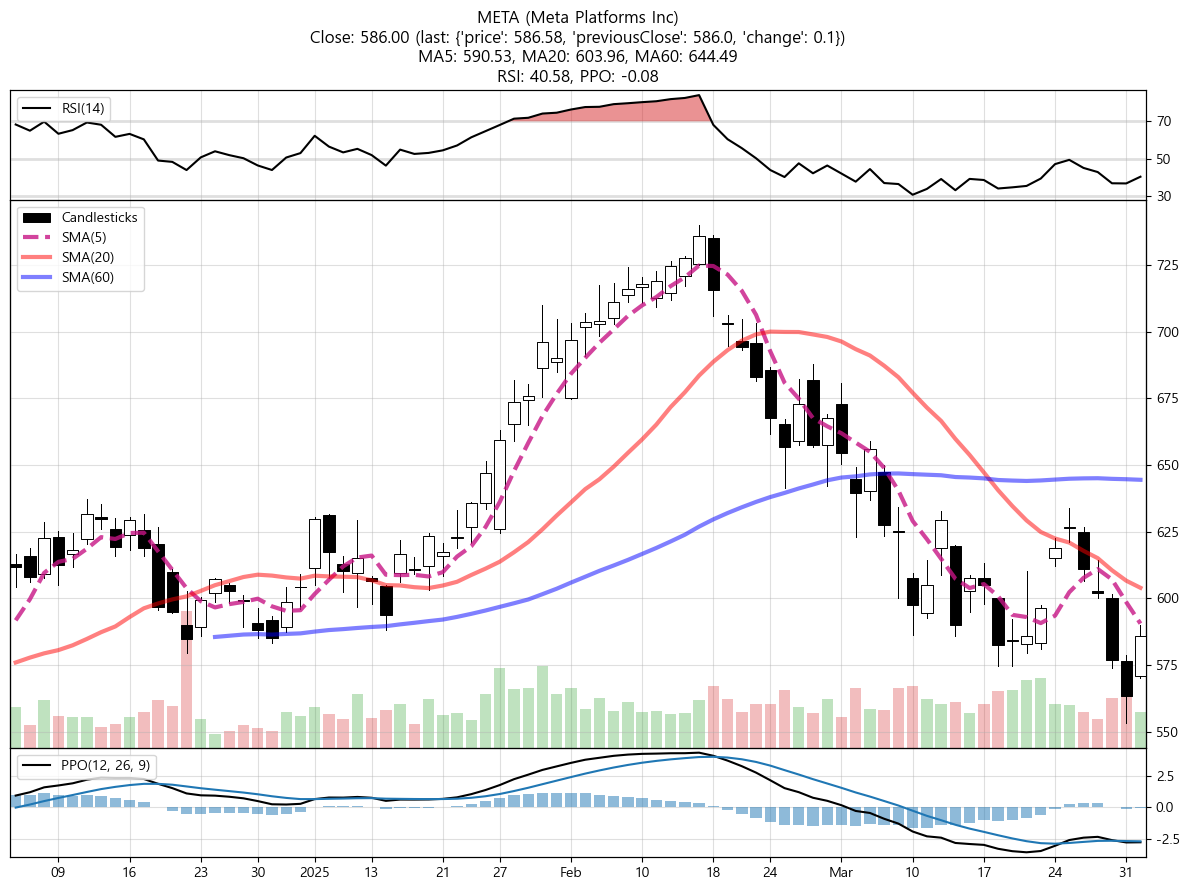 META (Meta Platforms Inc)
Close: 586.00 (last: {'price': 586.58, 'previousClose': 586.0, 'change': 0.1})
MA5: 590.53, MA20: 603.96, MA60: 644.49
RSI: 40.58, PPO: -0.08
RSI(14)
70
50
30
Candlesticks
SMA(5)
SMA(20)
SMA(60)
725
700
675
650
625
600
575
550
PPO(12, 26, 9)
2.5
0.0
-2.5
09 16 23 30 2025 13 21 27 Feb 10 18 24 Mar 10 17 24 31